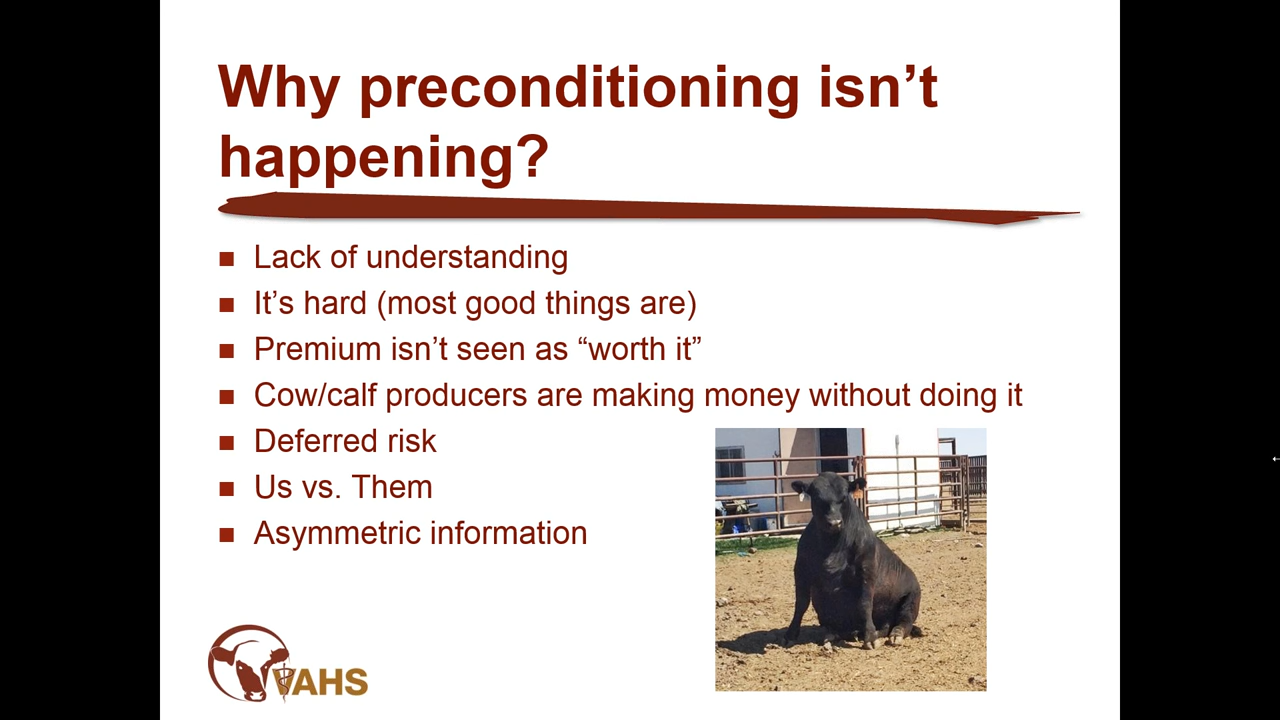 Why preconditioning isn’t
happening?
Lack of understanding
It’s hard (most good things are)
Premium isn’t seen as “worth it”
Cow/calf producers are making money without doing it
Deferred risk
Us vs. Them
Asymmetric information
VAHS